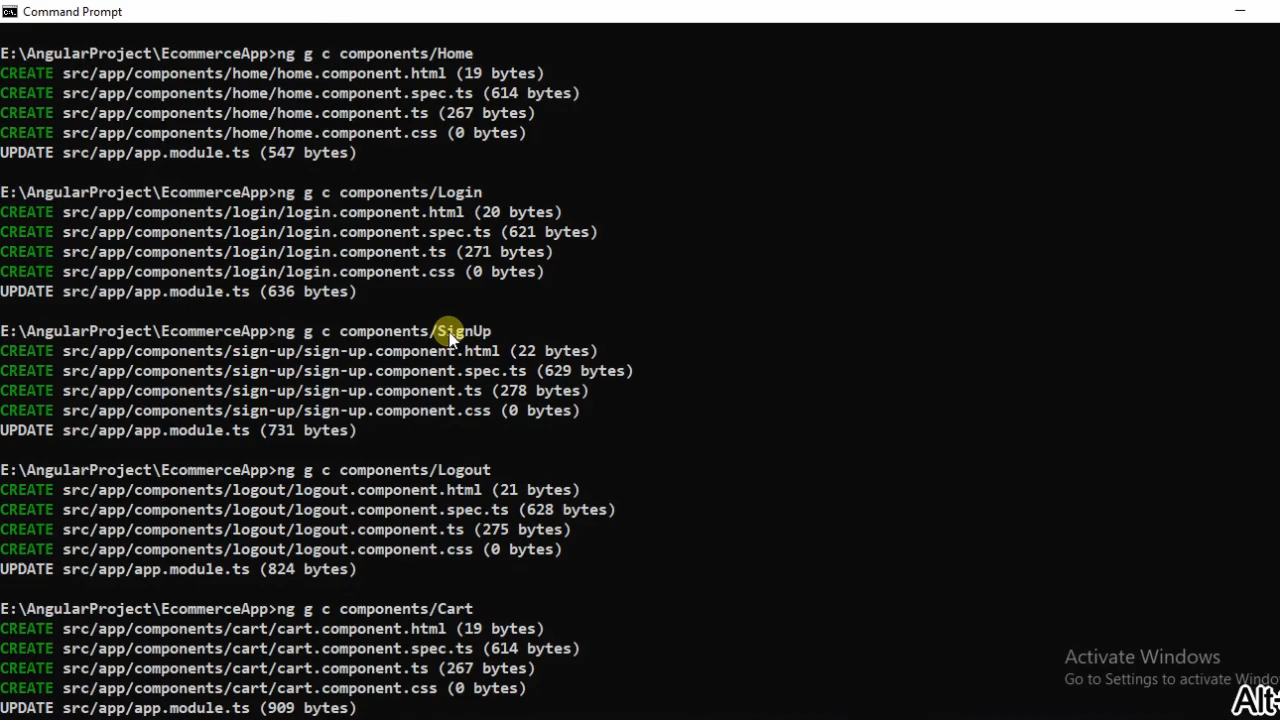 Command Prompt
E:\AngularProject\EcommerceApp>ng g c components/Home
CREATE src/app/components/home/home.component.html (19 bytes)
CREATE src/app/components/home/home.component.spec.ts (614 bytes)
CREATE src/app/components/home/home.component.ts (267 bytes)
CREATE src/app/components/home/home.component.css (0 bytes)
UPDATE src/app/app.module.ts (547 bytes)
E:\AngularProject\EcommerceApp>ng g c components/Login
CREATE src/app/components/login/login.component.html (20 bytes)
CREATE src/app/components/login/login.component.spec.ts (621 bytes)
CREATE src/app/components/login/login.component.ts (271 bytes)
CREATE src/app/components/login/login.component.css (0 bytes)
UPDATE src/app/app.module.ts (636 bytes)
E:\AngularProject\EcommerceApp>ng g c components/SignUp
CREATE src/app/components/sign-up/sign-up.component.html (22 bytes)
CREATE src/app/components/sign-up/sign-up.component.spec.ts (629 bytes)
CREATE src/app/components/sign-up/sign-up.component.ts (278 bytes)
CREATE src/app/components/sign-up/sign-up.component.css (0 bytes)
UPDATE src/app/app.module.ts (731 bytes)
E:\AngularProject\EcommerceApp>ng g c components/Logout
CREATE src/app/components/logout/logout.component.html (21 bytes)
CREATE src/app/components/logout/logout.component.spec.ts (628 bytes)
CREATE src/app/components/logout/logout.component.ts (275 bytes)
CREATE src/app/components/logout/logout.component.css (0 bytes)
UPDATE src/app/app.module.ts (824 bytes)
E:\AngularProject\EcommerceApp>ng g c components/Cart
CREATE src/app/components/cart/cart.component.html (19 bytes)
CREATE src/app/components/cart/cart.component.spec.ts (614 bytes)
CREATE src/app/components/cart/cart.component.ts (267 bytes)
CREATE src/app/components/cart/cart.component.css (0 bytes)
UPDATE src/app/app.module.ts (909 bytes)
Activate Windows
Go to Settings to activate Windo
Alt-